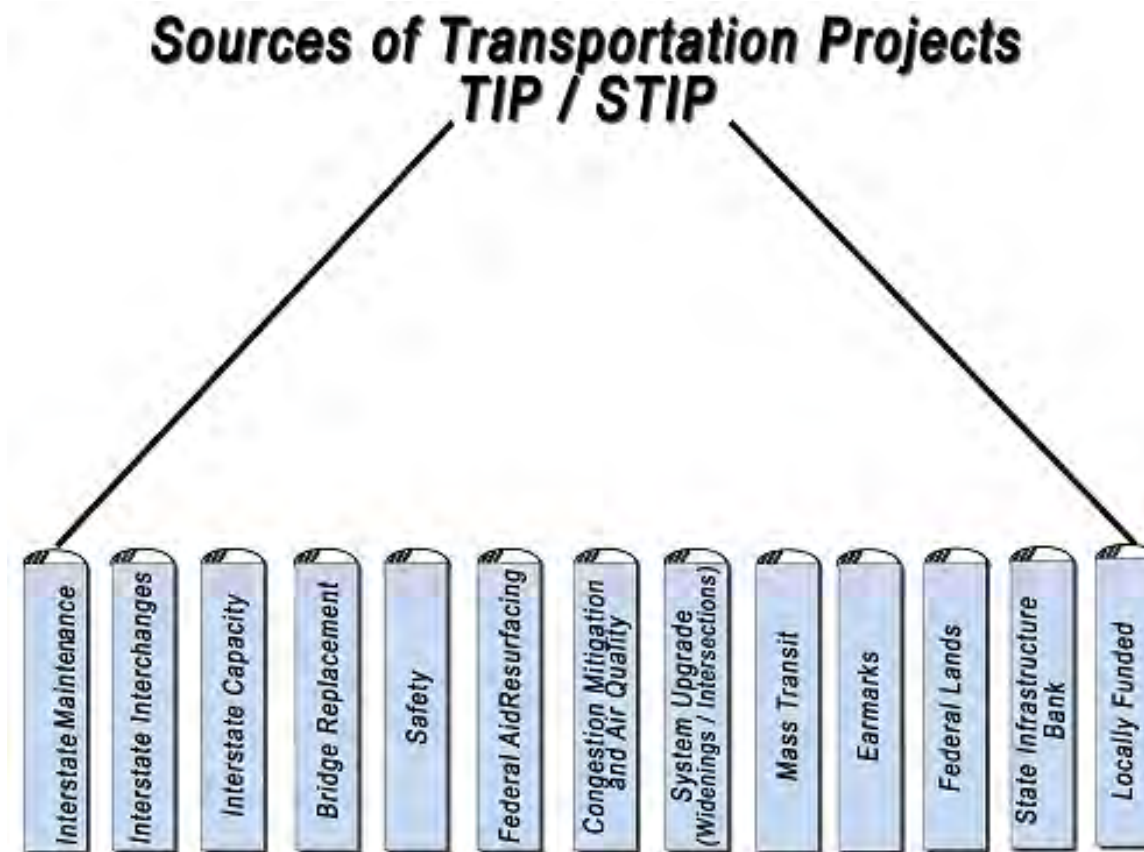 Sources of Transportation Projects
TIP / STIP
Interstate Maintenance
Interstate Interchanges
Interstate Capacity
Bridge Replacement
Safety
Federal AidResurfacing
Congestion Mitigation
and Air Quality
System Upgrade
(Widenings / Intersections)
Mass Transit
Earmarks
Federal Lands
State Infrastructure
Bank
Locally Funded